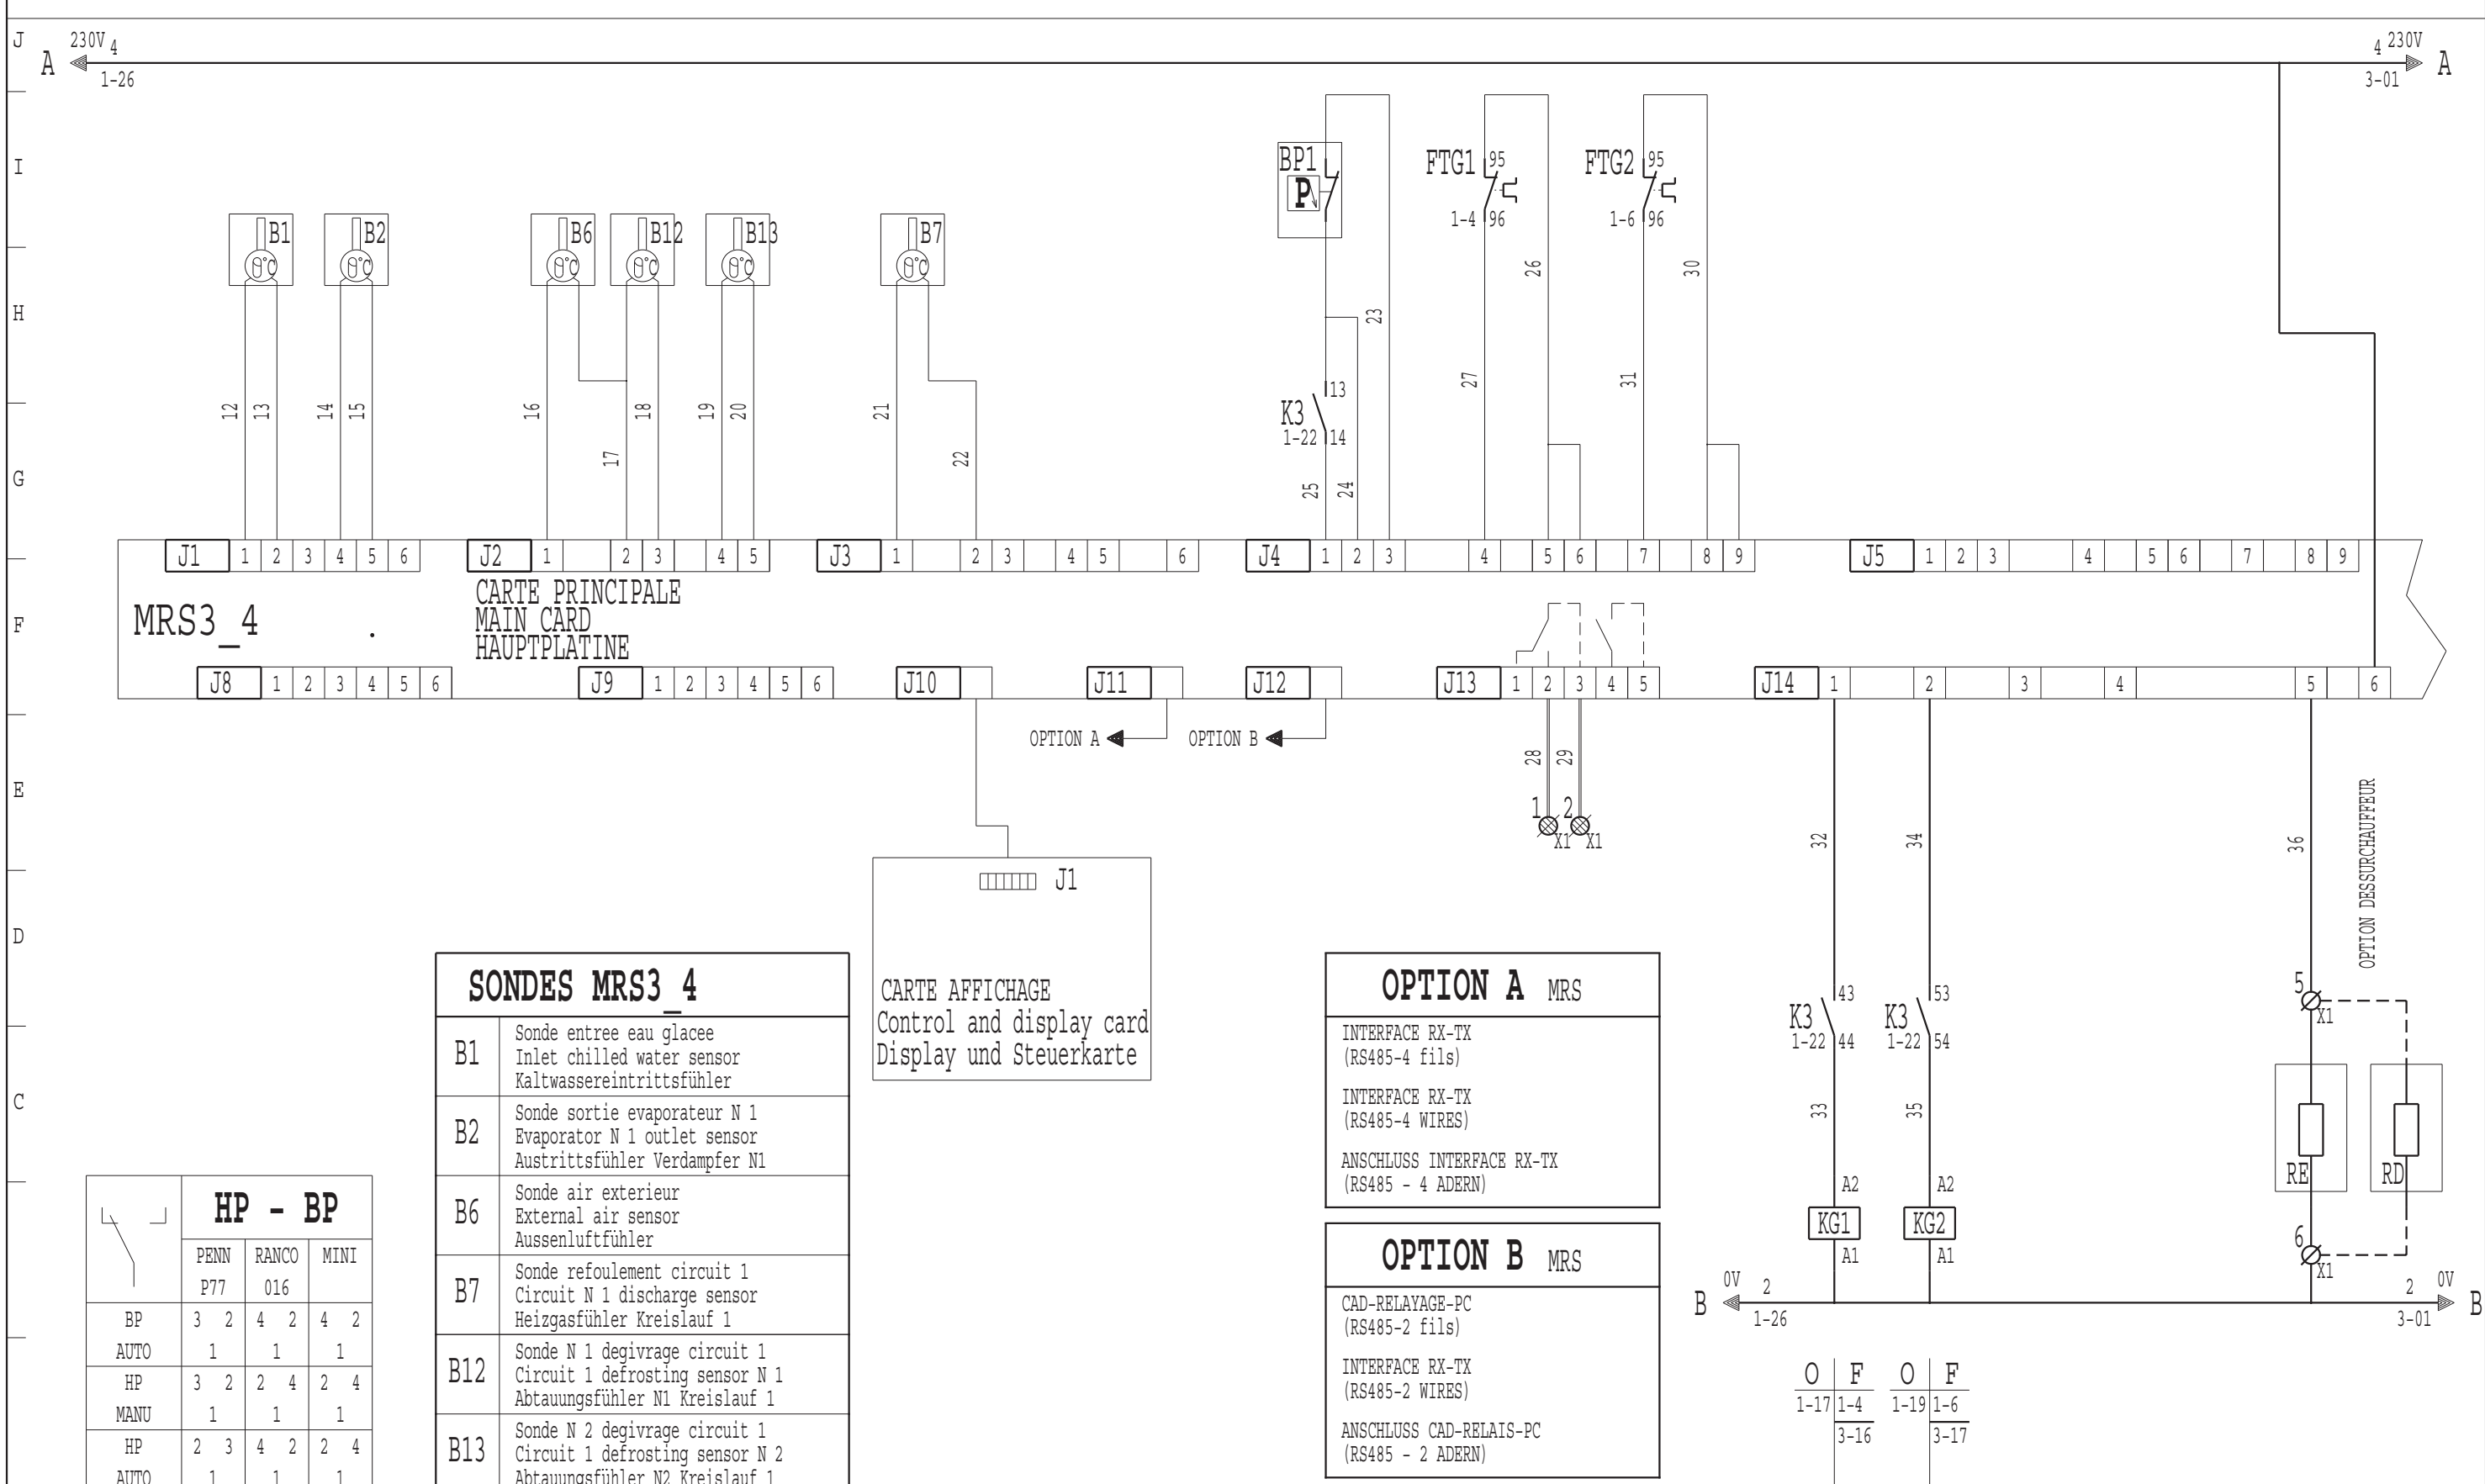 J
A
230V 4
1-26
4 230V
3-01
A
I
BP1
P
FTG1
95
1-4
96
FTG2
95
1-6
96
B1
B2
B6
B12
B13
B7
θ°C
θ°C
θ°C
θ°C
θ°C
θ°C
H
26
30
23
27
31
12
13
14
15
16
18
19
20
21
K3
13
1-22
14
G
17
22
25
24
J1 1 2 3 4 5 6
J2 1 2 3 4 5
J3 1 2 3 4 5 6
J4 1 2 3 4 5 6 7 8 9
J5 1 2 3 4 5 6 7 8 9
F
MRS3_4
CARTE PRINCIPALE
MAIN CARD
HAUPTPLATINE
J8 1 2 3 4 5 6
J9 1 2 3 4 5 6
J10
J11
J12
J13 1 2 3 4 5
J14 1 2 3 4 5 6
OPTION A
OPTION B
28
29
E
1
2
X1
X1
32
34
36
OPTION DESSURCHAUFFEUR
J1
CARTE AFFICHAGE
Control and display card
Display und Steuerkarte
D
C
SONDES MRS3_4
B1
Sonde entree eau glacee
Inlet chilled water sensor
Kaltwassereintrittsfühler
B2
Sonde sortie evaporateur N 1
Evaporator N 1 outlet sensor
Austrittsfühler Verdampfer N1
B6
Sonde air exterieur
External air sensor
Aussenluftfühler
B7
Sonde refoulement circuit 1
Circuit N 1 discharge sensor
Heizgasfühler Kreislauf 1
B12
Sonde N 1 degivrage circuit 1
Circuit 1 defrosting sensor N 1
Abtauungsfühler N1 Kreislauf 1
B13
Sonde N 2 degivrage circuit 1
Circuit 1 defrosting sensor N 2
Abtauungsfühler N2 Kreislauf 1
OPTION A MRS
INTERFACE RX-TX
(RS485-4 fils)
INTERFACE RX-TX
(RS485-4 WIRES)
ANSCHLUSS INTERFACE RX-TX
(RS485 - 4 ADERN)
OPTION B MRS
CAD-RELAYAGE-PC
(RS485-2 fils)
INTERFACE RX-TX
(RS485-2 WIRES)
ANSCHLUSS CAD-RELAIS-PC
(RS485 - 2 ADERN)
K3
43
1-22
44
K3
53
1-22
54
33
35
5
X1
RE
RD
A2
A2
KG1
KG2
A1
A1
6
X1
B
0V 2
1-26
2 0V
3-01
B
O F
1-17 1-4
3-16
O F
1-19 1-6
3-17
HP - BP
PENN RANCO MINI
P77 016
BP 3 2 4 2 4 2
AUTO 1 1 1
HP 3 2 2 4 2 4
MANU 1 1 1
HP 2 3 4 2 2 4
AUTO 1 1 1